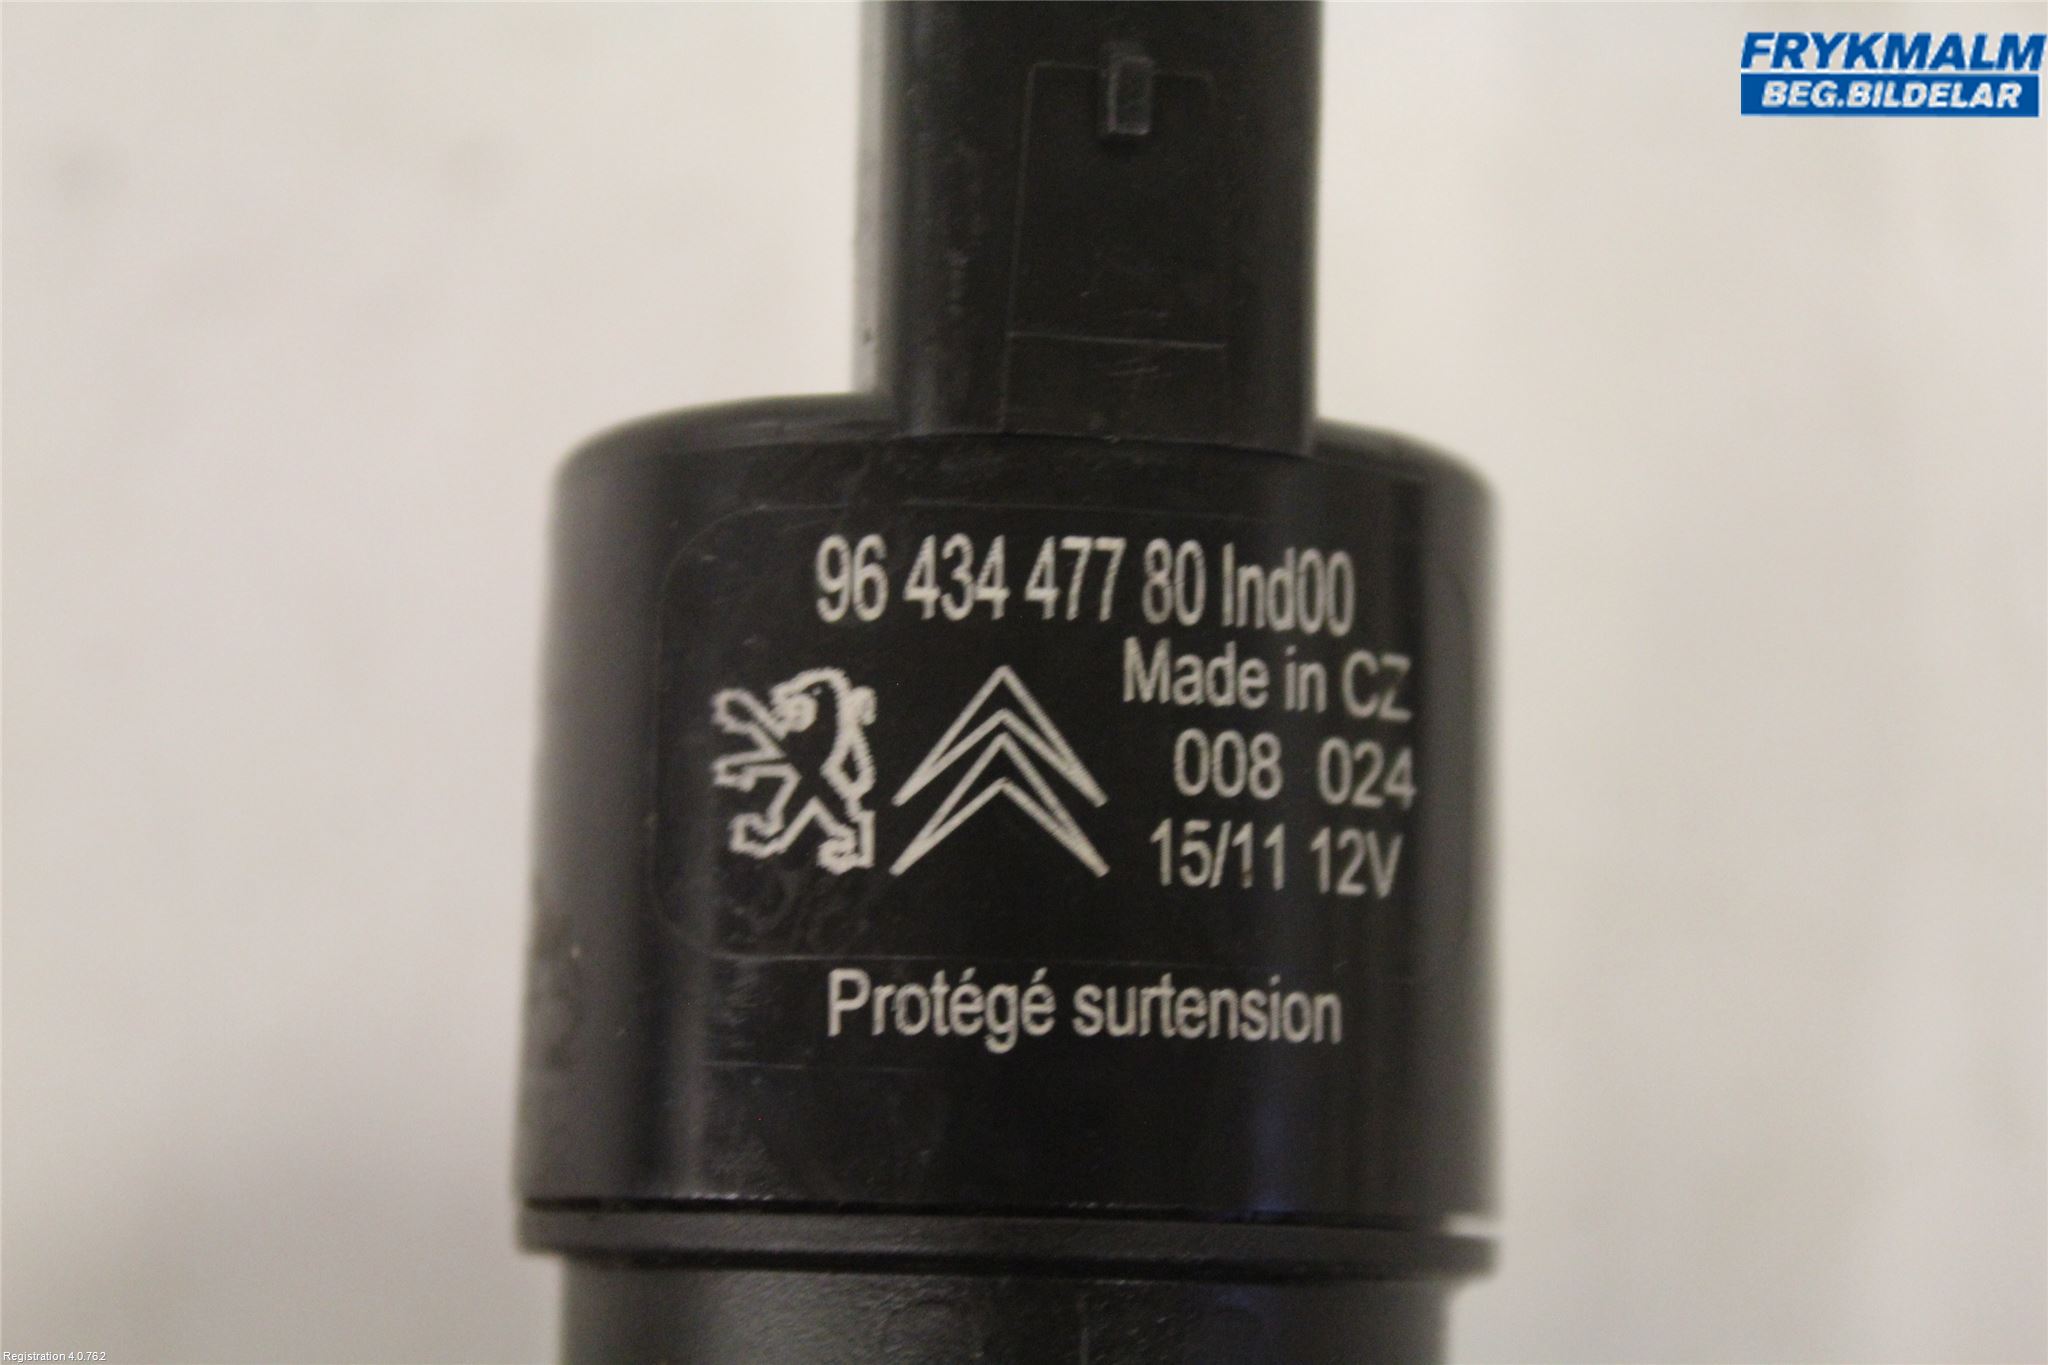 FRYKMALM
BEG.BILDELAR
96 434 477 80 Ind00
Made in CZ
008 024
15/11 12V
Protégé surtension
Registration 4.0.762